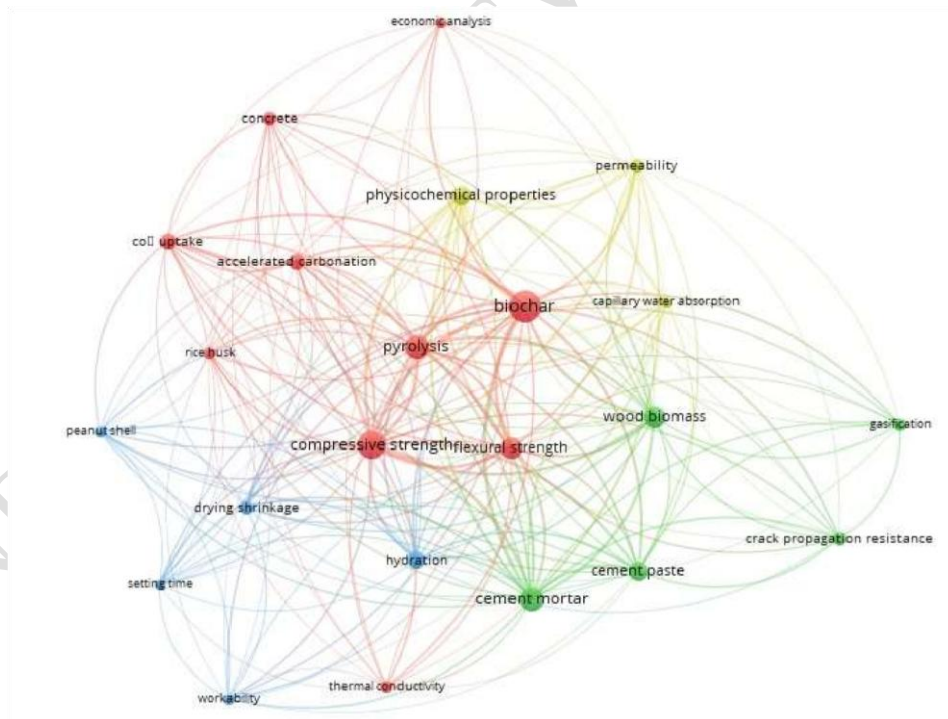 economic analysis
concrete
permeability
physicochemical properties
co▯ uptake
accelerated carbonation
biochar
capillary water absorption
pyrolysis
rice husk
wood biomass
gasification
peanut shell
compressive strength
flexural strength
drying shrinkage
crack propagation resistance
hydration
cement paste
setting time
cement mortar
thermal conductivity
workability